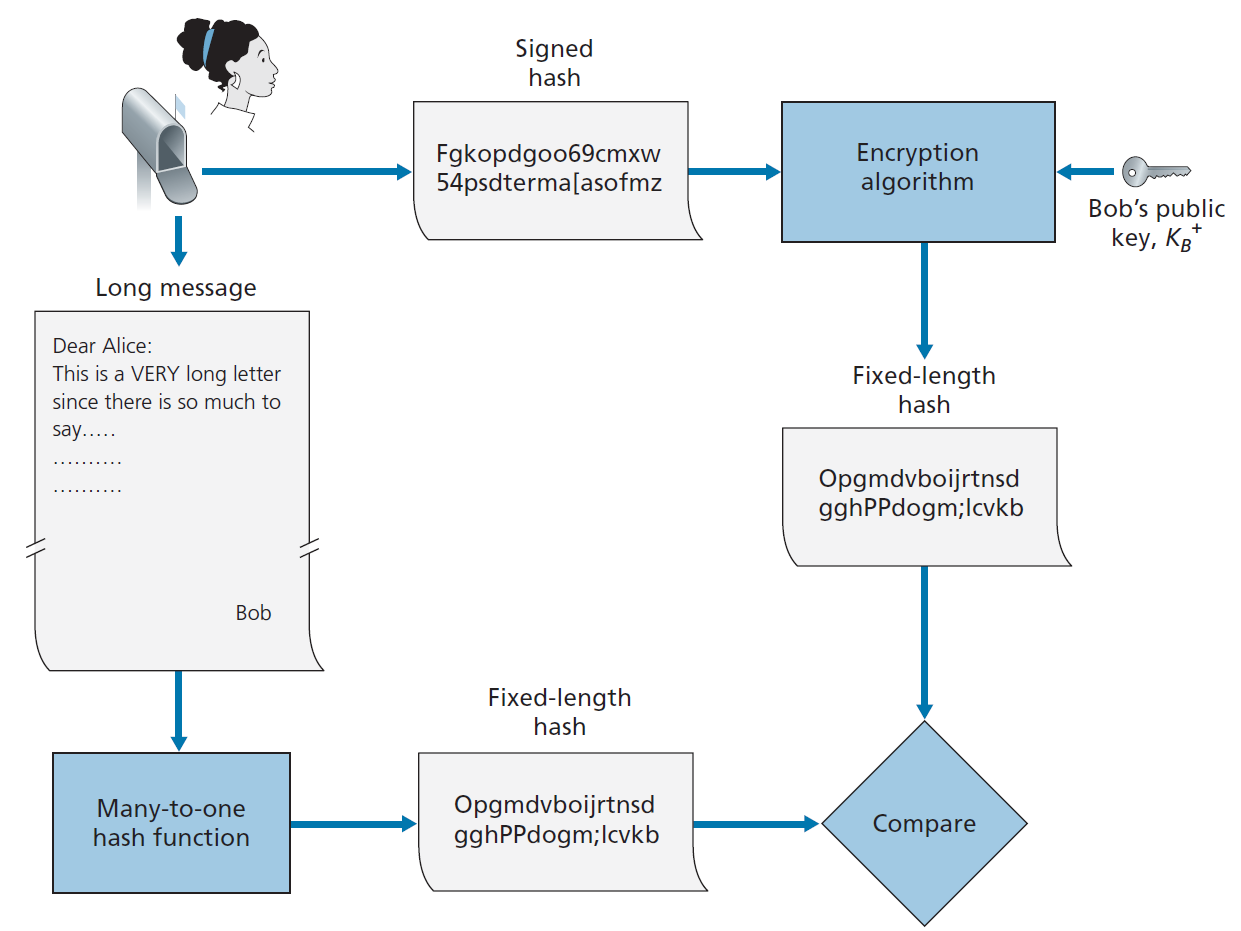 Signed
hash
Fgkopdgoo69cmxw
54psdterma[asofmz
Encryption
algorithm
Bob's public
key, K_B^+
Long message
Dear Alice:
This is a VERY long letter
since there is so much to
say.....
..........
..........
Bob
Fixed-length
hash
Opgmdvboijrtnsd
gghPPdogm;lcvkb
Many-to-one
hash function
Fixed-length
hash
Opgmdvboijrtnsd
gghPPdogm;lcvkb
Compare